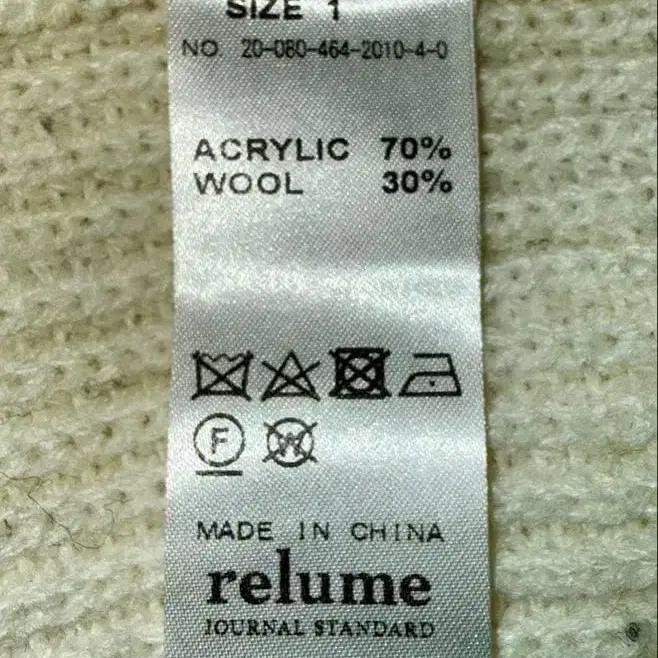 SIZE 1
NO. 20-080-464-2010-4-0
ACRYLIC 70%
WOOL 30%
F W
MADE IN CHINA
relume
JOURNAL STANDARD